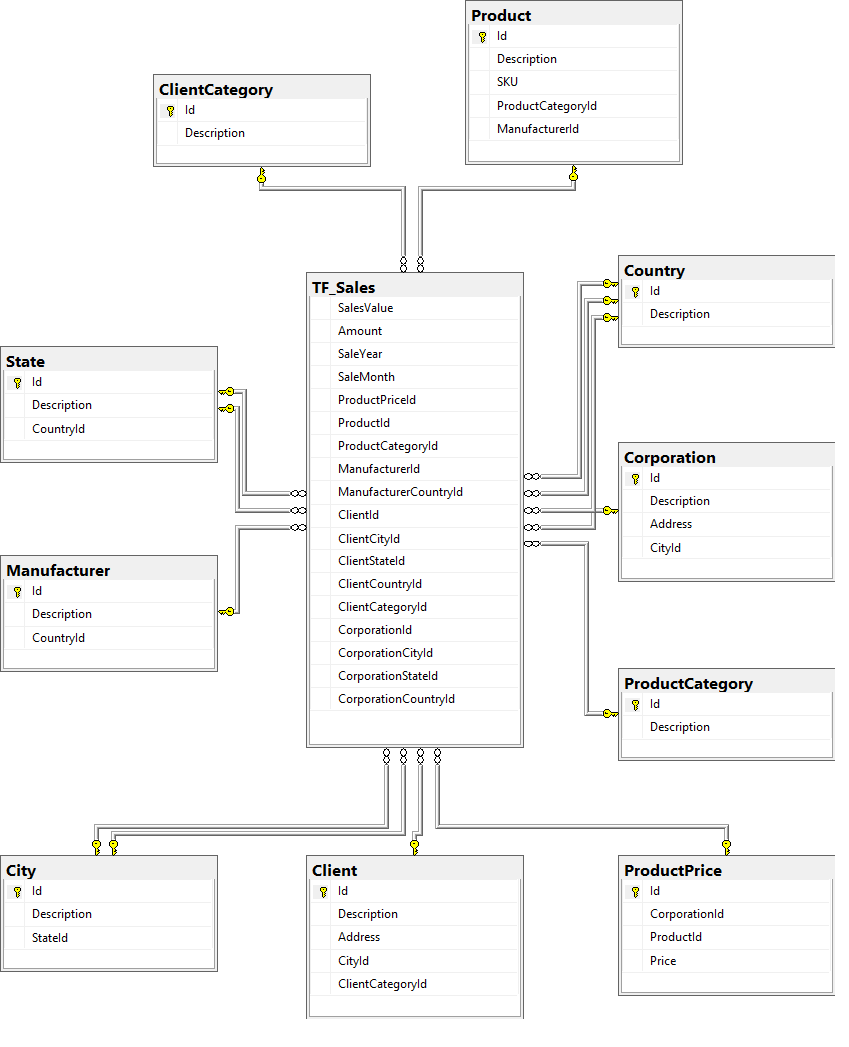 Product
Id
Description
SKU
ProductCategoryId
ManufacturerId
ClientCategory
Id
Description
TF_Sales
SalesValue
Amount
SaleYear
SaleMonth
ProductPriceId
ProductId
ProductCategoryId
ManufacturerId
ManufacturerCountryId
ClientId
ClientCityId
ClientStateId
ClientCountryId
ClientCategoryId
CorporationId
CorporationCityId
CorporationStateId
CorporationCountryId
Country
Id
Description
State
Id
Description
CountryId
Corporation
Id
Description
Address
CityId
Manufacturer
Id
Description
CountryId
ProductCategory
Id
Description
City
Id
Description
StateId
Client
Id
Description
Address
CityId
ClientCategoryId
ProductPrice
Id
CorporationId
ProductId
Price